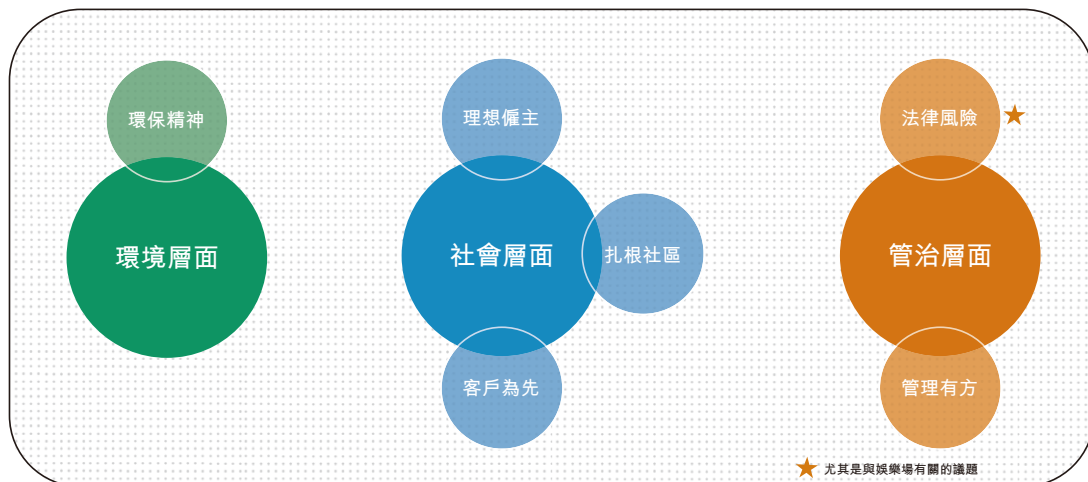 環保精神
環境層面
理想僱主
社會層面
扎根社區
客戶為先
法律風險
管治層面
管理有方
尤其是與娛樂場有關的議題